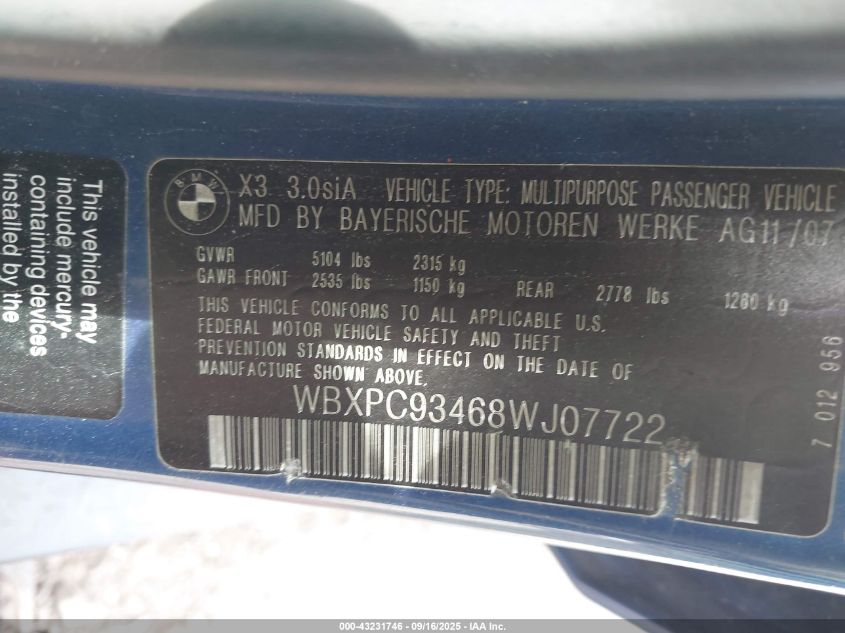 This vehicle may
include mercury-
containing devices
installed by the
BMW
X3 3.0siA VEHICLE TYPE: MULTIPURPOSE PASSENGER VEHICLE
MFD BY BAYERISCHE MOTOREN WERKE AG11/07
GVWR 5104 lbs 2315 kg
GAWR FRONT 2535 lbs 1150 kg REAR 2778 lbs 1260 kg
THIS VEHICLE CONFORMS TO ALL APPLICABLE U.S.
FEDERAL MOTOR VEHICLE SAFETY AND THEFT
PREVENTION STANDARDS IN EFFECT ON THE DATE OF
MANUFACTURE SHOWN ABOVE.
WBXPC93468WJ07722
7 012 956
000-43231746 - 09/16/2025 - IAA Inc.